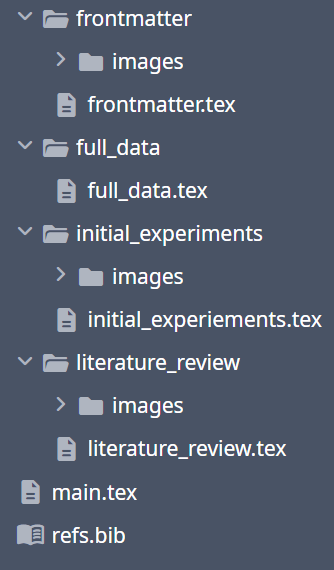 frontmatter
images
frontmatter.tex
full_data
full_data.tex
initial_experiments
images
initial_experiements.tex
literature_review
images
literature_review.tex
main.tex
refs.bib